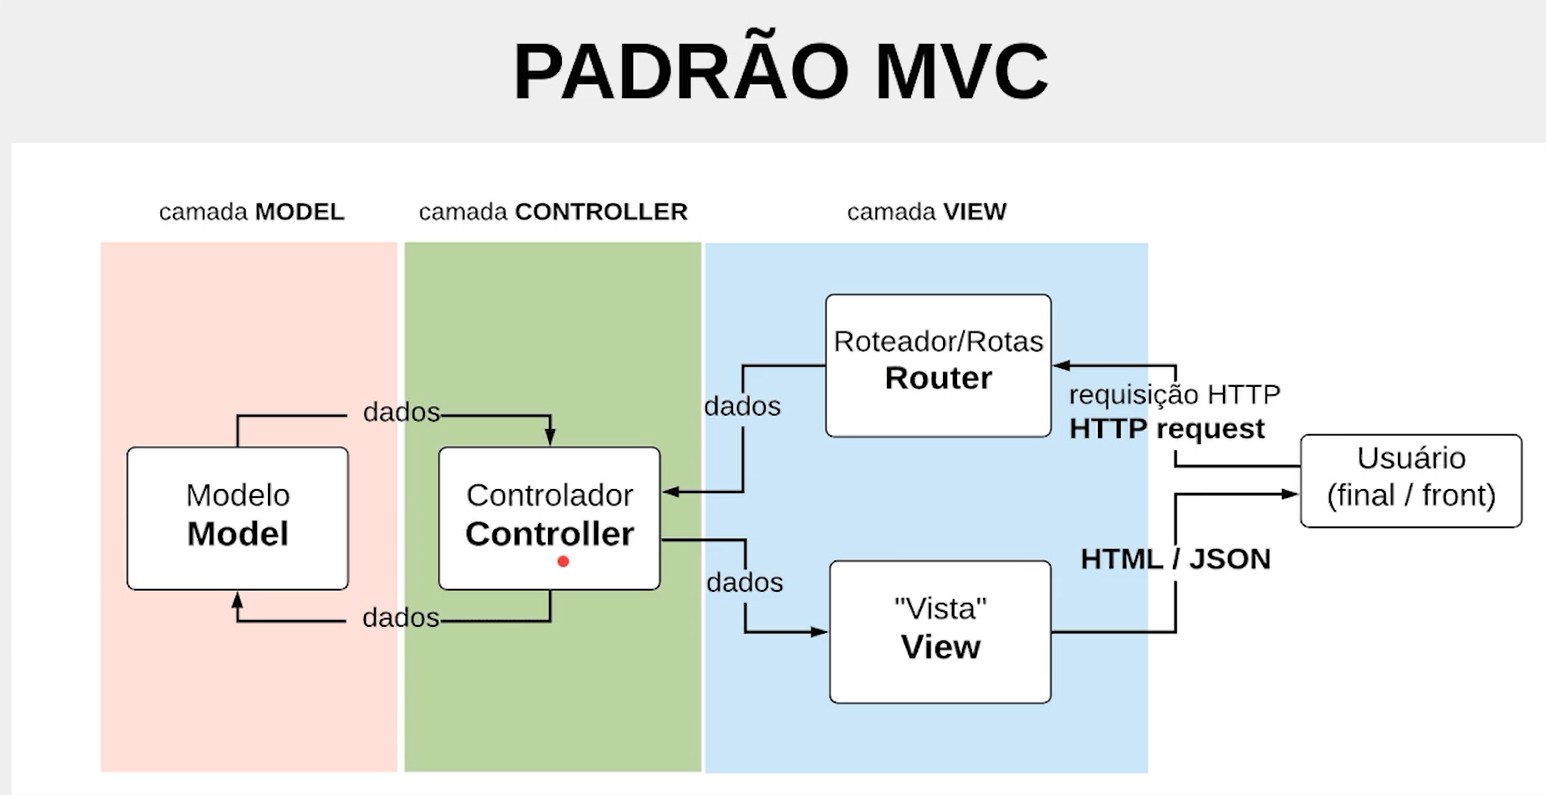 PADRÃO MVC
camada MODEL
camada CONTROLLER
camada VIEW
Roteador/Rotas
Router
requisição HTTP
HTTP request
dados
dados
Usuário
(final / front)
Modelo
Model
Controlador
Controller
HTML / JSON
dados
dados
"Vista"
View